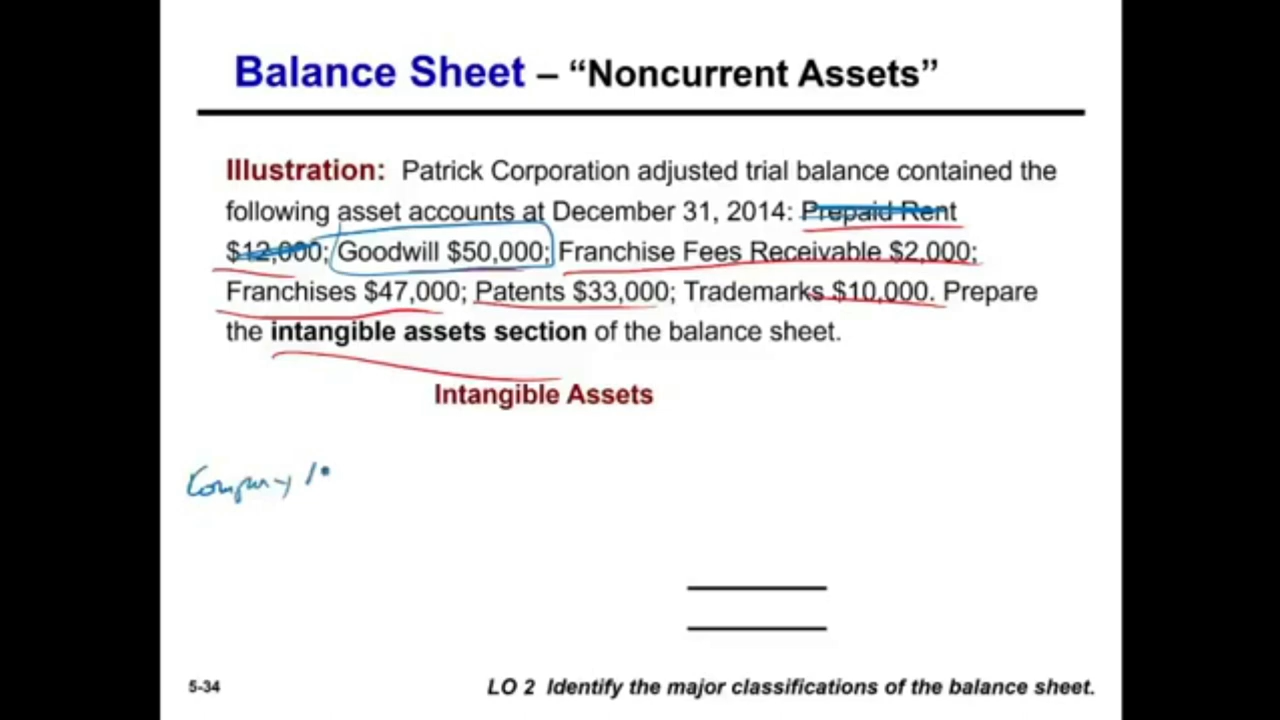 Balance Sheet – “Noncurrent Assets”
Illustration: Patrick Corporation adjusted trial balance contained the
following asset accounts at December 31, 2014: Prepaid Rent
$12,000; Goodwill $50,000; Franchise Fees Receivable $2,000;
Franchises $47,000; Patents $33,000; Trademarks $10,000. Prepare
the intangible assets section of the balance sheet.
Intangible Assets
Company
5-34
LO 2 Identify the major classifications of the balance sheet.